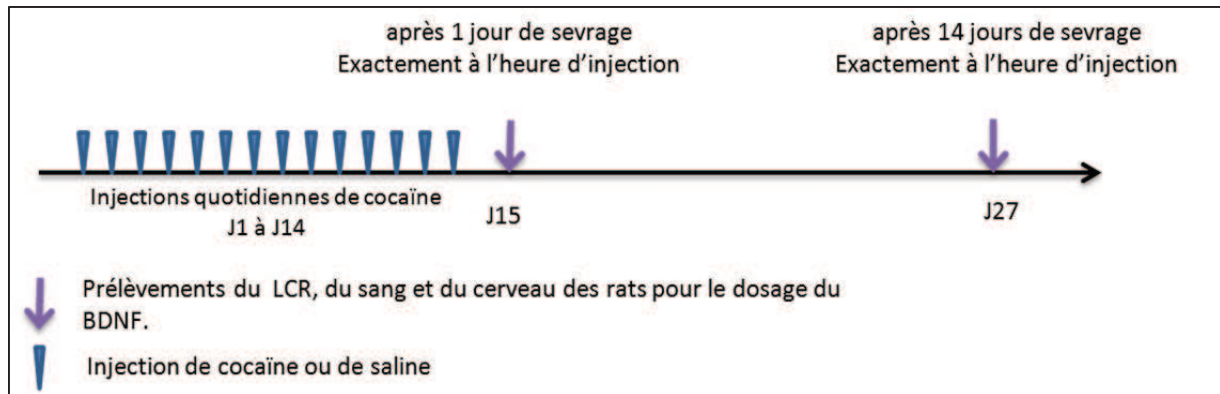 après 1 jour de sevrage
Exactement à l'heure d'injection
après 14 jours de sevrage
Exactement à l'heure d'injection
Injections quotidiennes de cocaïne
J1 à J14
J15
J27
Prélèvements du LCR, du sang et du cerveau des rats pour le dosage du
BDNF.
Injection de cocaïne ou de saline